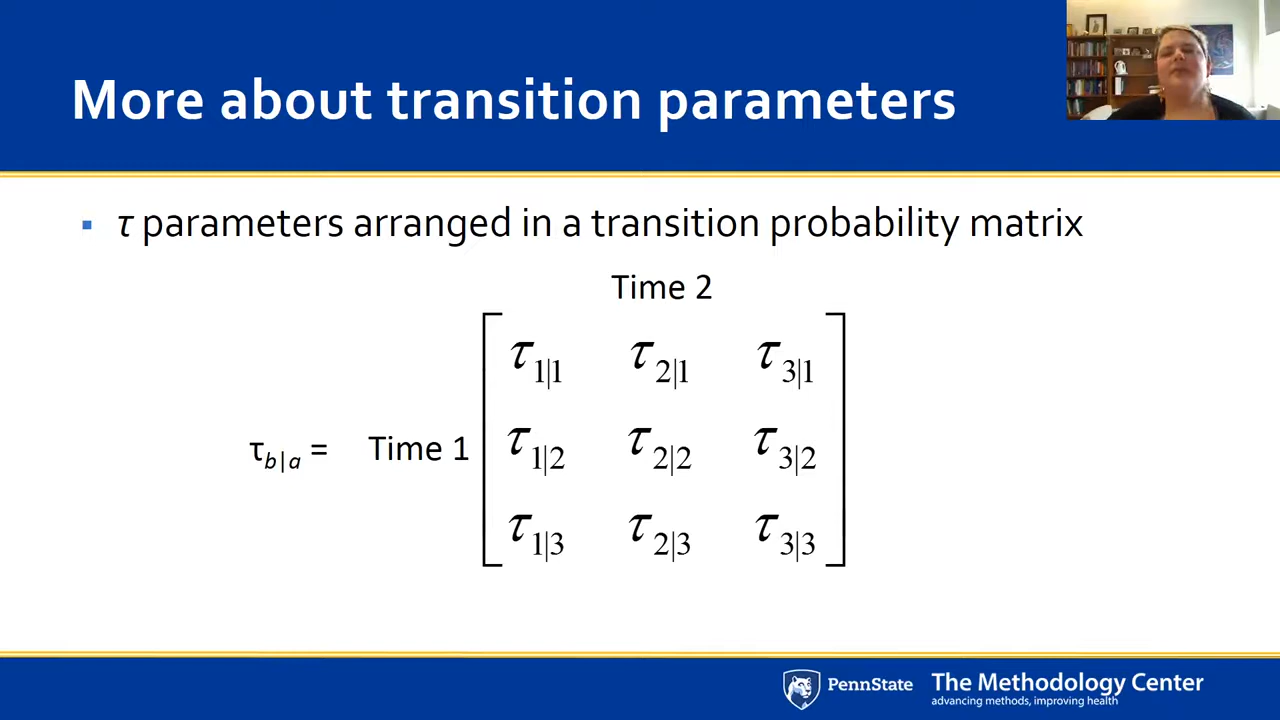 More about transition parameters
▪ τ parameters arranged in a transition probability matrix
Time 2
τ1|1 τ2|1 τ3|1
τb|a = Time 1 τ1|2 τ2|2 τ3|2
τ1|3 τ2|3 τ3|3
PennState The Methodology Center
advancing methods, improving health